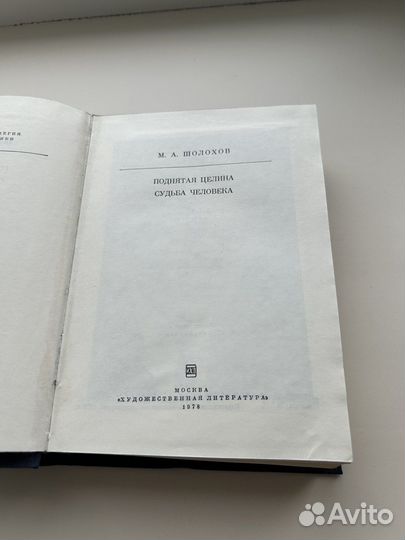 М. А. ШОЛОХОВ
ПОДНЯТАЯ ЦЕЛИНА
СУДЬБА ЧЕЛОВЕКА
МОСКВА
«ХУДОЖЕСТВЕННАЯ ЛИТЕРАТУРА»
1978
Avito